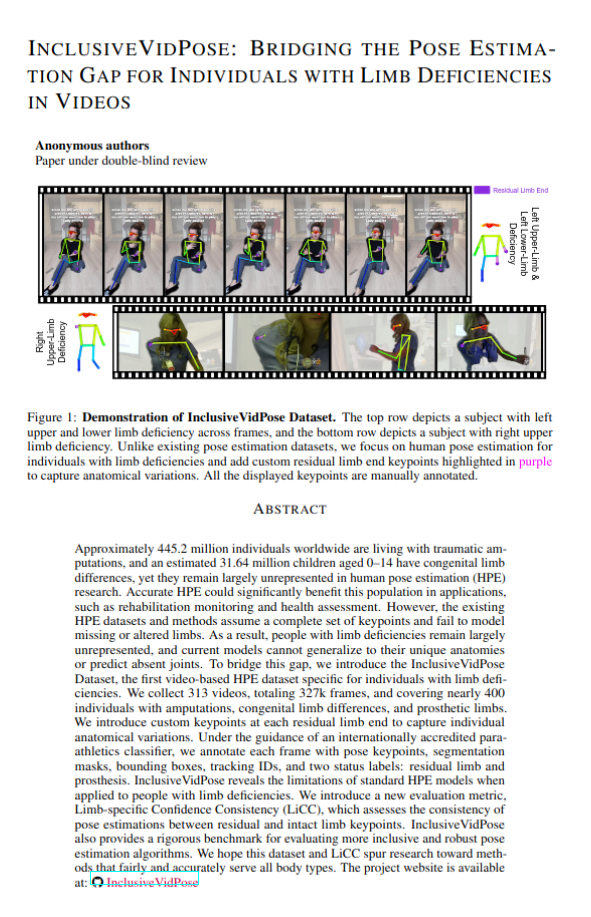 INCLUSIVEVIDPOSE: BRIDGING THE POSE ESTIMA-
TION GAP FOR INDIVIDUALS WITH LIMB DEFICIENCIES
IN VIDEOS
Anonymous authors
Paper under double-blind review
Residual Limb End
Left Upper-Limb &
Left Lower-Limb
Deficiency
Right
Upper-Limb
Deficiency
Figure 1: Demonstration of InclusiveVidPose Dataset. The top row depicts a subject with left
upper and lower limb deficiency across frames, and the bottom row depicts a subject with right upper
limb deficiency. Unlike existing pose estimation datasets, we focus on human pose estimation for
individuals with limb deficiencies and add custom residual limb end keypoints highlighted in purple
to capture anatomical variations. All the displayed keypoints are manually annotated.
ABSTRACT
Approximately 445.2 million individuals worldwide are living with traumatic am-
putations, and an estimated 31.64 million children aged 0–14 have congenital limb
differences, yet they remain largely unrepresented in human pose estimation (HPE)
research. Accurate HPE could significantly benefit this population in applications,
such as rehabilitation monitoring and health assessment. However, the existing
HPE datasets and methods assume a complete set of keypoints and fail to model
missing or altered limbs. As a result, people with limb deficiencies remain largely
unrepresented, and current models cannot generalize to their unique anatomies
or predict absent joints. To bridge this gap, we introduce the InclusiveVidPose
Dataset, the first video-based HPE dataset specific for individuals with limb defi-
ciencies. We collect 313 videos, totaling 327k frames, and covering nearly 400
individuals with amputations, congenital limb differences, and prosthetic limbs.
We introduce custom keypoints at each residual limb end to capture individual
anatomical variations. Under the guidance of an internationally accredited para-
athletics classifier, we annotate each frame with pose keypoints, segmentation
masks, bounding boxes, tracking IDs, and two status labels: residual limb and
prosthesis. InclusiveVidPose reveals the limitations of standard HPE models when
applied to people with limb deficiencies. We introduce a new evaluation metric,
Limb-specific Confidence Consistency (LiCC), which assesses the consistency of
pose estimations between residual and intact limb keypoints. InclusiveVidPose
also provides a rigorous benchmark for evaluating more inclusive and robust pose
estimation algorithms. We hope this dataset and LiCC spur research toward meth-
ods that fairly and accurately serve all body types. The project website is available
at: InclusiveVidPose